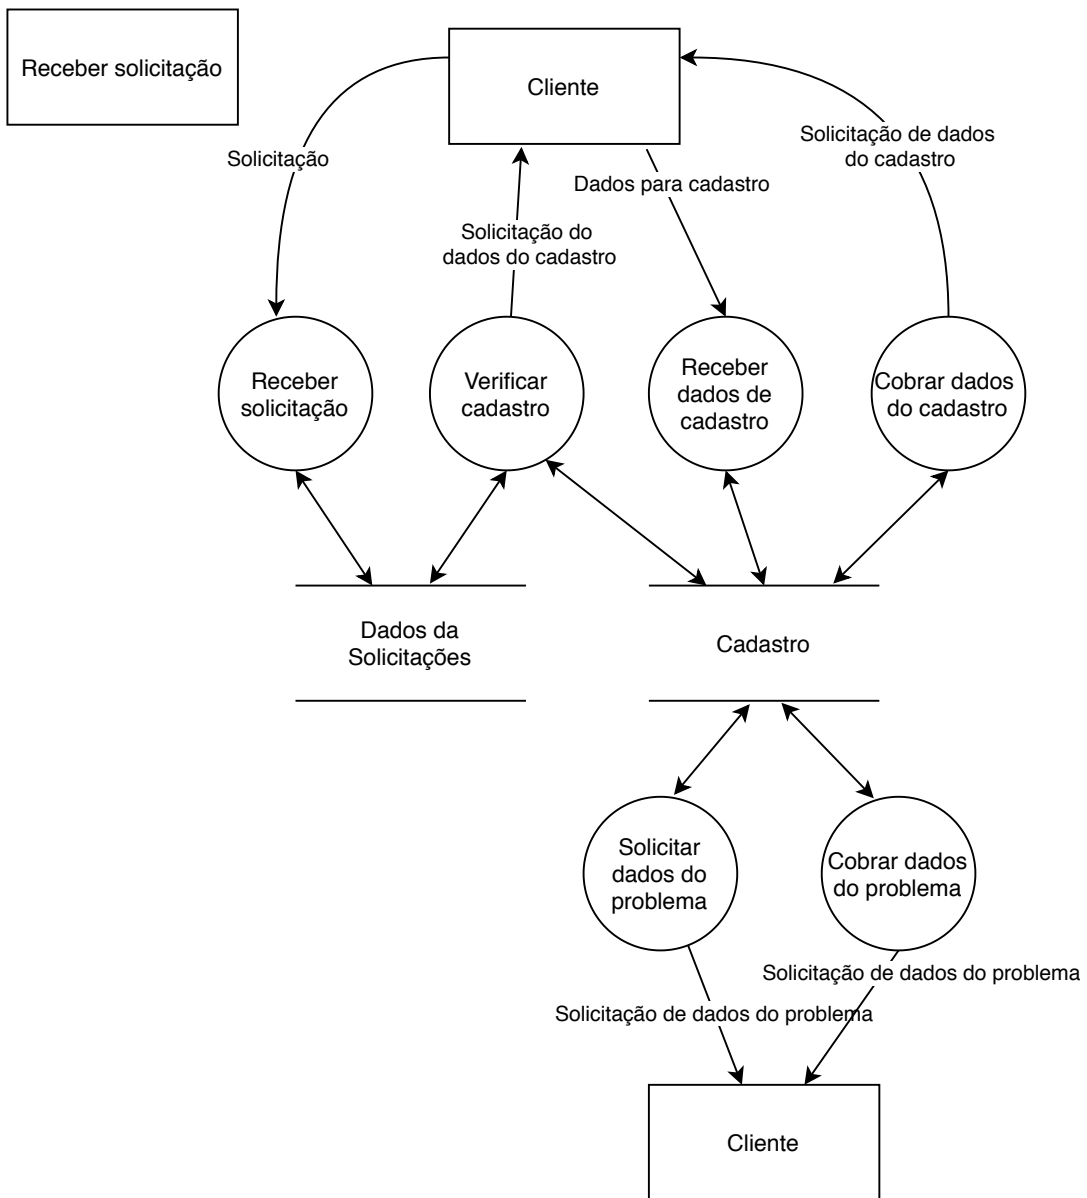 Receber solicitação
Cliente
Solicitação de dados
do cadastro
Solicitação
Dados para cadastro
Solicitação do
dados do cadastro
Receber
solicitação
Verificar
cadastro
Receber
dados de
cadastro
Cobrar dados
do cadastro
Dados da
Solicitações
Cadastro
Solicitar
dados do
problema
Cobrar dados
do problema
Solicitação de dados do problema
Solicitação de dados do problema
Cliente